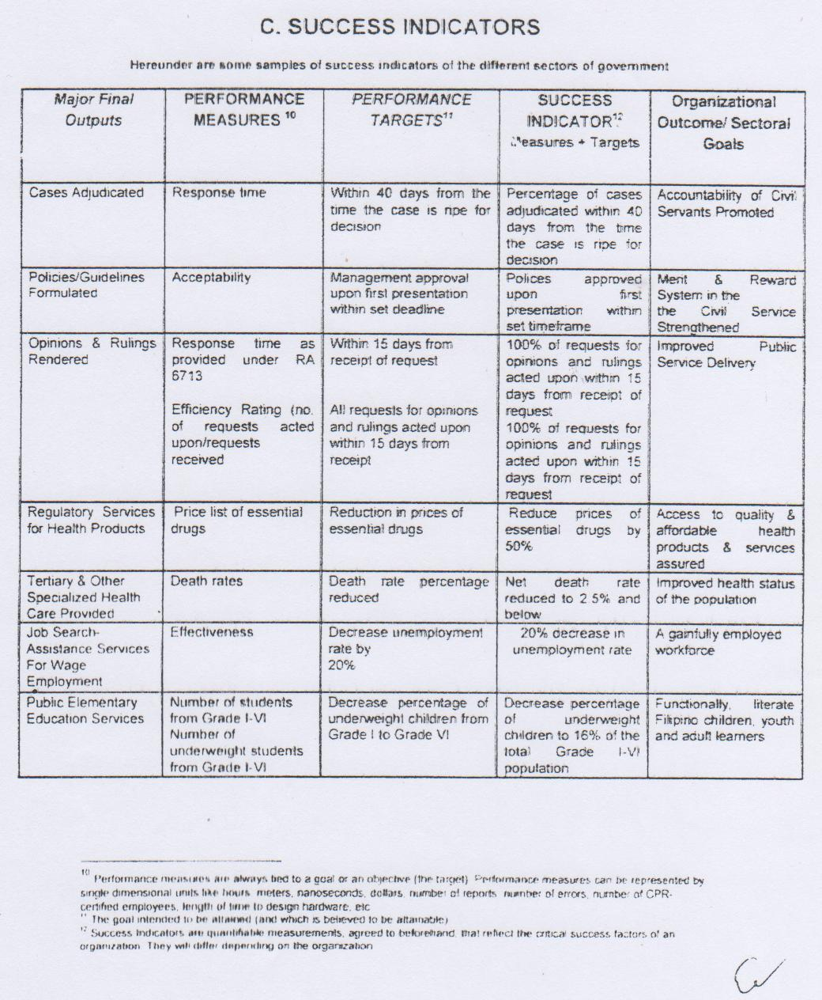 C. SUCCESS INDICATORS
Hereunder are some samples of success indicators of the different sectors of government
Major Final
Outputs
PERFORMANCE
MEASURES 10
PERFORMANCE
TARGETS11
SUCCESS
INDICATOR12
Measures + Targets
Organizational
Outcome/ Sectoral
Goals
Cases Adjudicated
Response time
Within 40 days from the
time the case is ripe for
decision
Percentage of cases
adjudicated within 40
days from the time
the case is ripe for
decision
Accountability of Civil
Servants Promoted
Policies/Guidelines
Formulated
Acceptability
Management approval
upon first presentation
within set deadline
Polices approved
upon first
presentation within
set timeframe
Merit & Reward
System in the
the Civil Service
Strengthened
Opinions & Rulings
Rendered
Response time as
provided under RA
6713
Efficiency Rating (no.
of requests acted
upon/requests
received
Within 15 days from
receipt of request
All requests for opinions
and rulings acted upon
within 15 days from
receipt
100% of requests for
opinions and rulings
acted upon within 15
days from receipt of
request
100% of requests for
opinions and rulings
acted upon within 15
days from receipt of
request
Improved Public
Service Delivery
Regulatory Services
for Health Products
Price list of essential
drugs
Reduction in prices of
essential drugs
Reduce prices of
essential drugs by
50%
Access to quality &
affordable health
products & services
assured
Tertiary & Other
Specialized Health
Care Provided
Death rates
Death rate percentage
reduced
Net death rate
reduced to 2.5% and
below
Improved health status
of the population
Job Search-
Assistance Services
For Wage
Employment
Effectiveness
Decrease unemployment
rate by
20%
20% decrease in
unemployment rate
A gainfully employed
workforce
Public Elementary
Education Services
Number of students
from Grade I-VI
Number of
underweight students
from Grade I-VI
Decrease percentage of
underweight children from
Grade I to Grade VI
Decrease percentage
of underweight
children to 16% of the
total Grade I-VI
population
Functionally, literate
Filipino children, youth
and adult learners
10 Performance measures are always tied to a goal or an objective (the target). Performance measures can be represented by
single dimensional units like hours, meters, nanoseconds, dollars, number of reports, number of errors, number of CPR-
certified employees, length of time to design hardware, etc
11 The goal intended to be attained (and which is believed to be attainable)
12 Success Indicators are quantifiable measurements, agreed to beforehand, that reflect the critical success factors of an
organization. They will differ depending on the organization